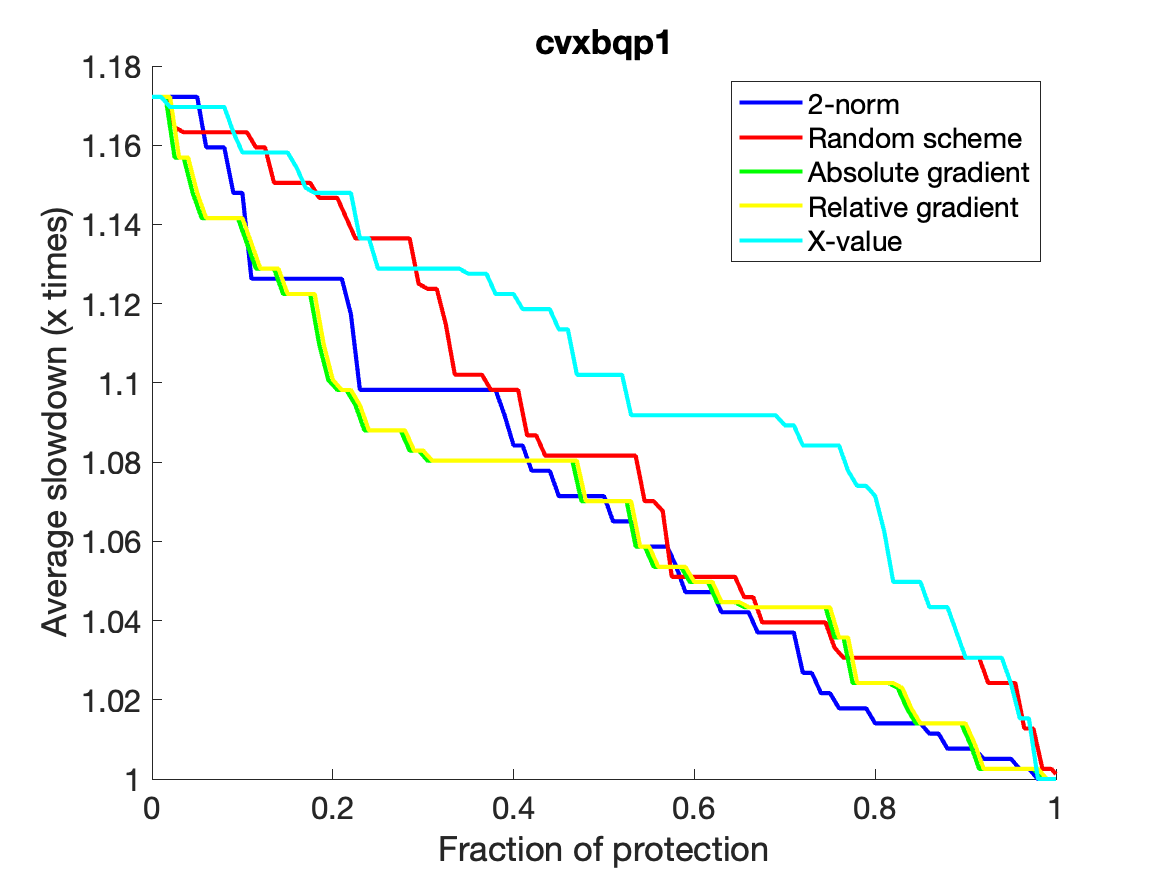 cvxbqp1
1.18
1.16
1.14
1.12
1.1
1.08
1.06
1.04
1.02
1
Average slowdown (x times)
2-norm
Random scheme
Absolute gradient
Relative gradient
X-value
0 0.2 0.4 0.6 0.8 1
Fraction of protection